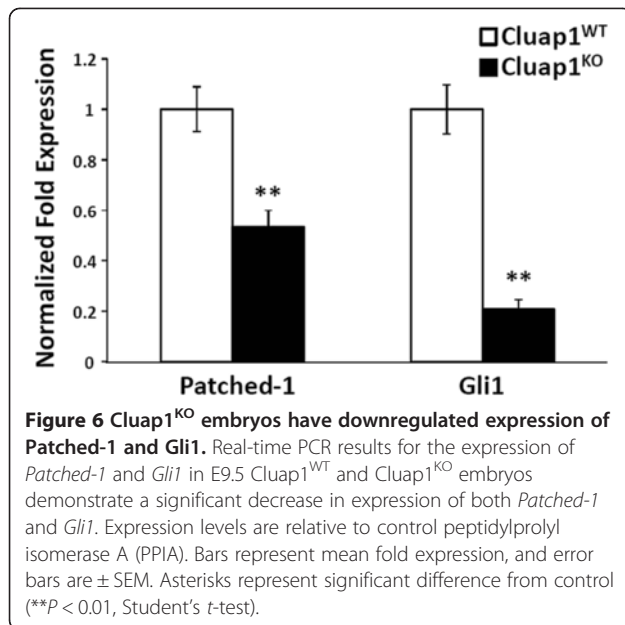 Cluap1WT
Cluap1KO
Normalized Fold Expression
1.2
1
0.8
0.6
0.4
0.2
0
**
**
Patched-1 Gli1
Figure 6 Cluap1KO embryos have downregulated expression of
Patched-1 and Gli1. Real-time PCR results for the expression of
Patched-1 and Gli1 in E9.5 Cluap1WT and Cluap1KO embryos
demonstrate a significant decrease in expression of both Patched-1
and Gli1. Expression levels are relative to control peptidylprolyl
isomerase A (PPIA). Bars represent mean fold expression, and error
bars are ± SEM. Asterisks represent significant difference from control
(**P < 0.01, Student's t-test).